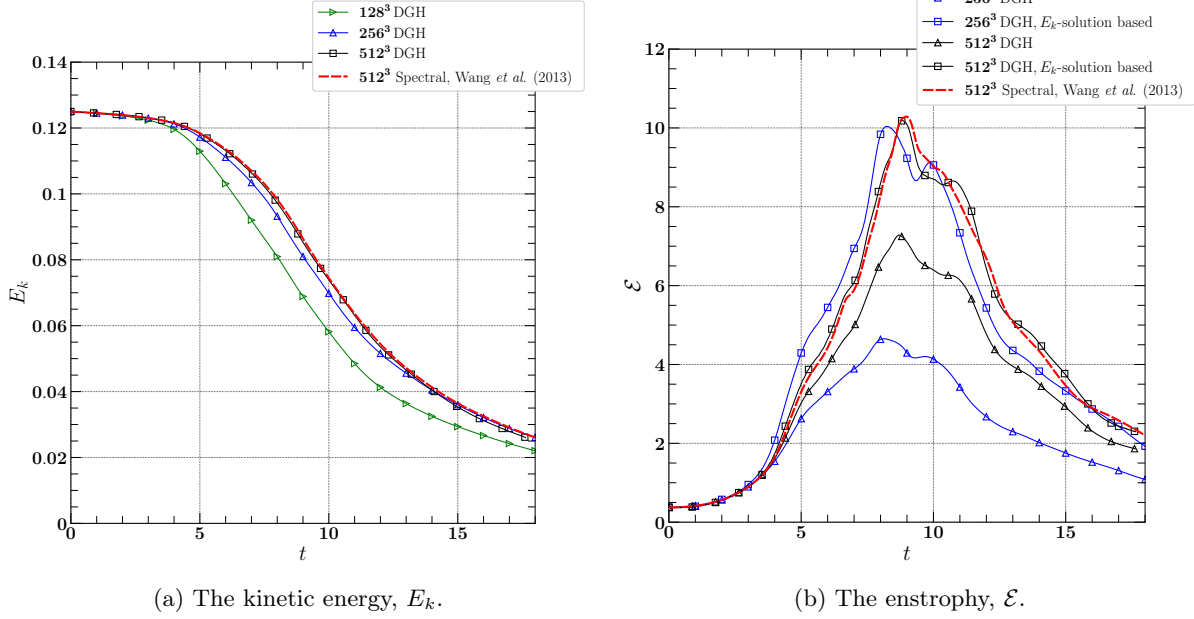 128³ DGH
256³ DGH
512³ DGH
512³ Spectral, Wang et al. (2013)
0.14
0.12
0.1
0.08
0.06
0.04
0.02
0
E_k
0
5
10
15
t
(a) The kinetic energy, E_k.
256³ DGH
256³ DGH, E_k-solution based
512³ DGH
512³ DGH, E_k-solution based
512³ Spectral, Wang et al. (2013)
12
10
8
6
4
2
0
ℰ
0
5
10
15
t
(b) The enstrophy, ℰ.